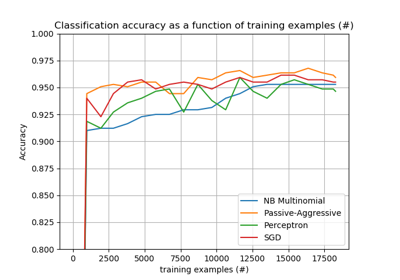 Classification accuracy as a function of training examples (#)
1.000
0.975
0.950
0.925
0.900
0.875
0.850
0.825
0.800
Accuracy
NB Multinomial
Passive-Aggressive
Perceptron
SGD
0 2500 5000 7500 10000 12500 15000 17500
training examples (#)